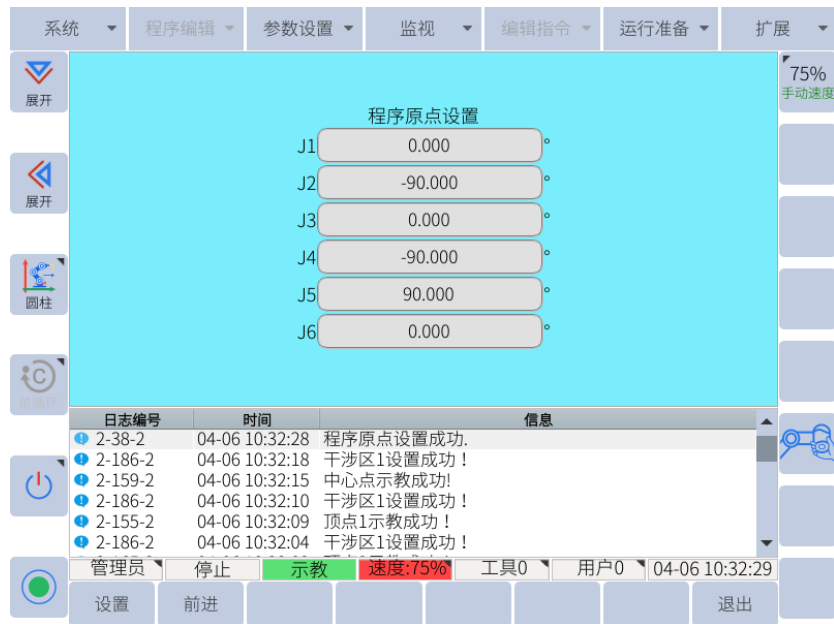 系统 程序编辑 参数设置 监视 编辑指令 运行准备 扩展
展开
75%
手动速度
程序原点设置
J1 0.000 °
J2 -90.000 °
展开
J3 0.000 °
J4 -90.000 °
圆柱
J5 90.000 °
J6 0.000 °
日志编号 时间 信息
2-38-2 04-06 10:32:28 程序原点设置成功.
2-186-2 04-06 10:32:18 干涉区1设置成功！
2-159-2 04-06 10:32:15 中心点示教成功!
2-186-2 04-06 10:32:10 干涉区1设置成功！
2-155-2 04-06 10:32:09 顶点1示教成功！
2-186-2 04-06 10:32:04 干涉区1设置成功！
管理员 停止 示教 速度:75% 工具0 用户0 04-06 10:32:29
设置 前进 退出